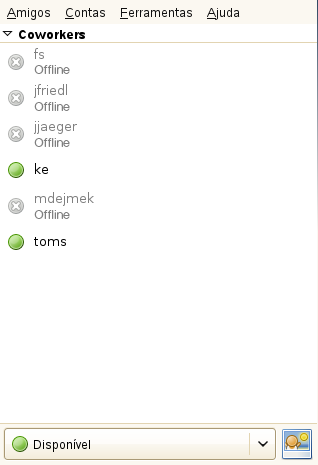 Amigos Contas Ferramentas Ajuda
Coworkers
fs
Offline
jfriedl
Offline
jjaeger
Offline
ke
mdejmek
Offline
toms
Disponível